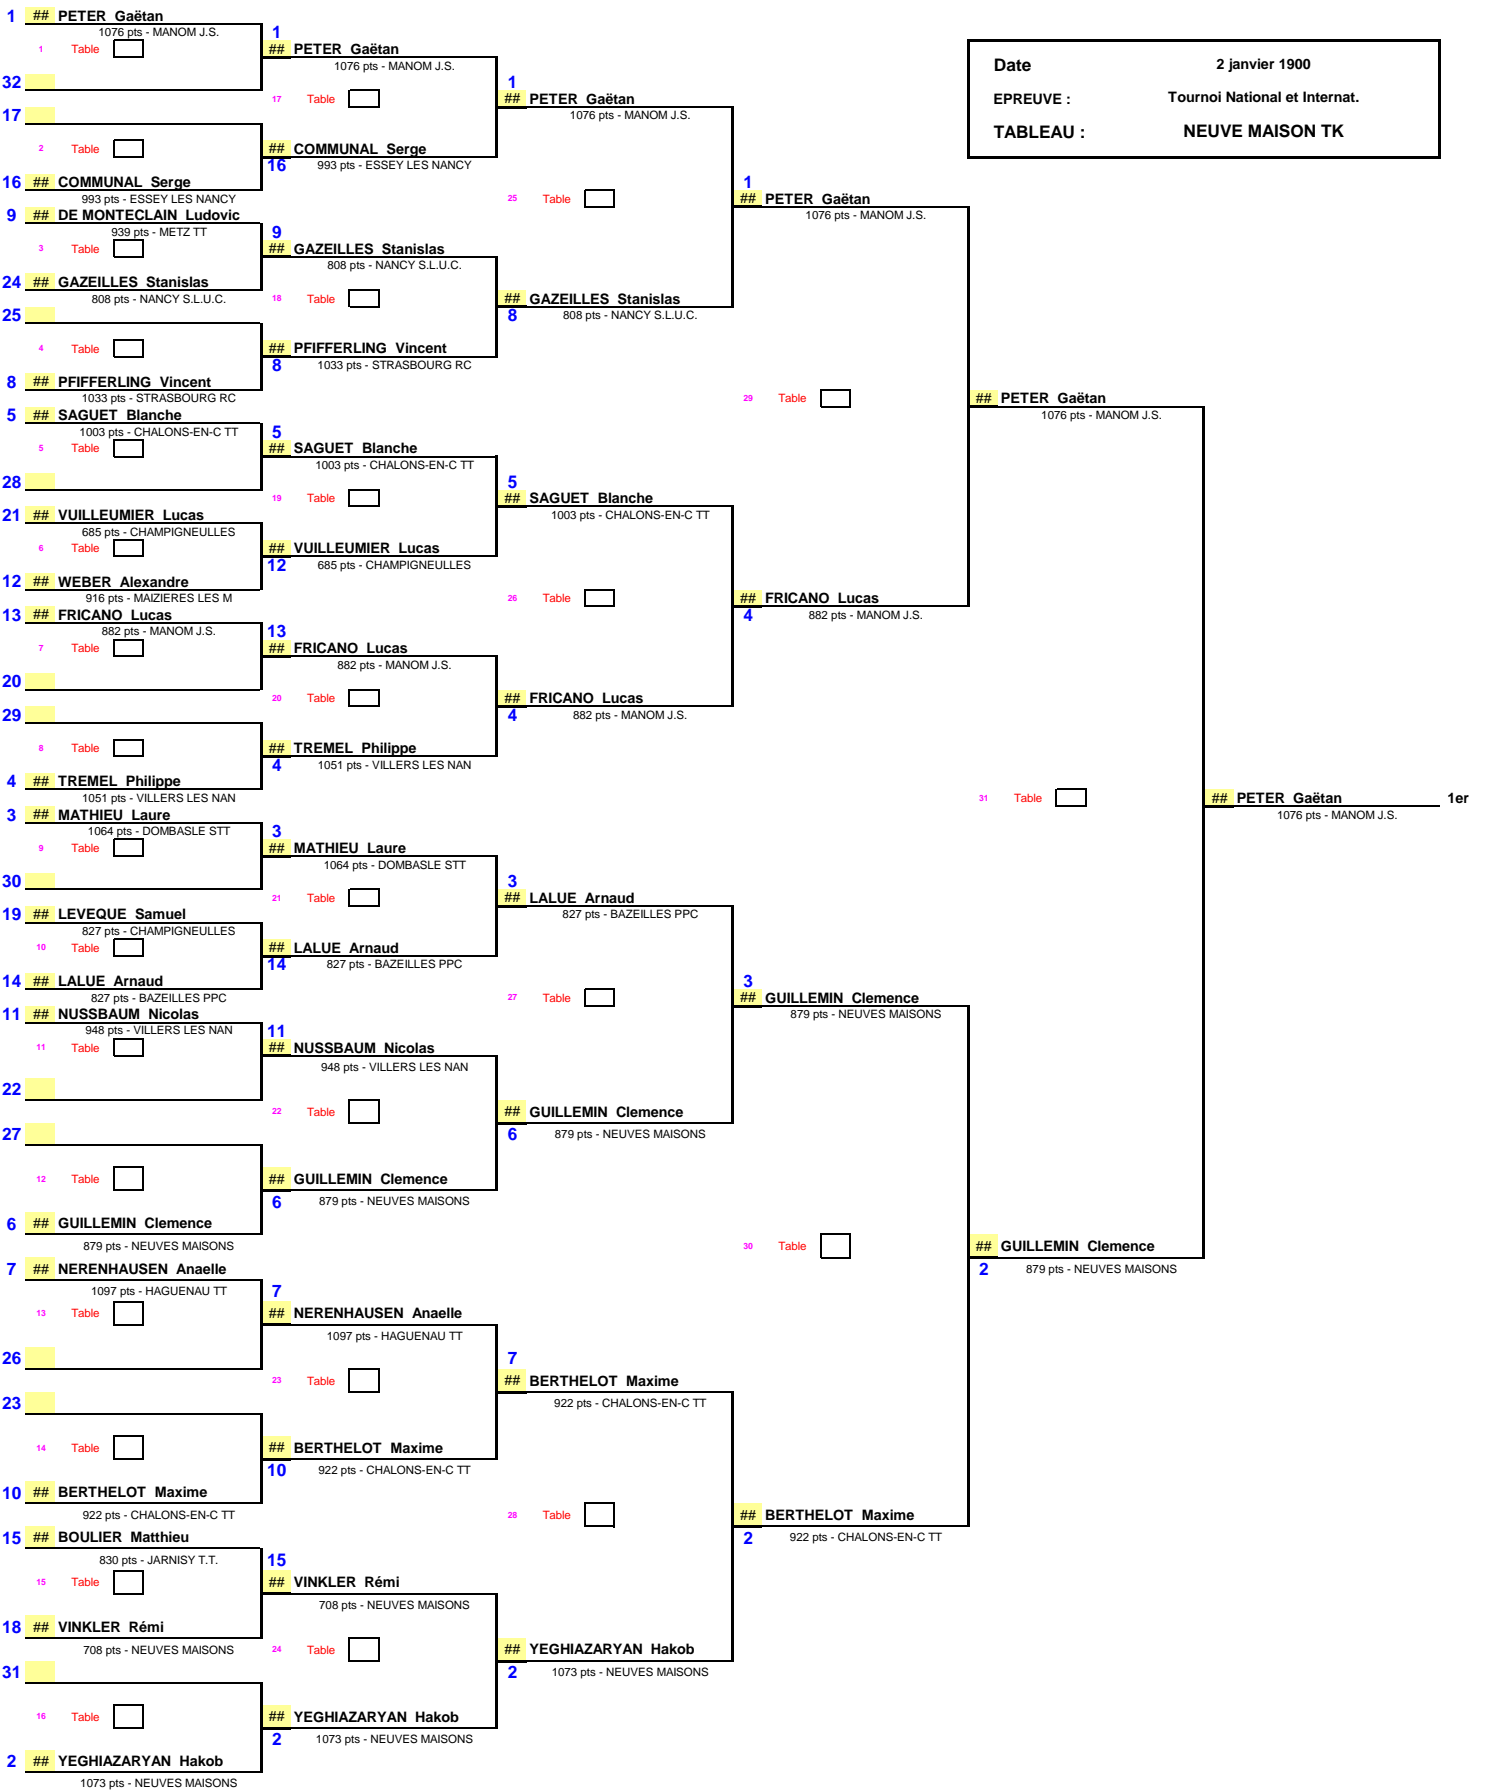 1 ## PETER Gaëtan
1076 pts - MANOM J.S.
1 Table
32
17
2 Table
16 ## COMMUNAL Serge
993 pts - ESSEY LES NANCY
9 ## DE MONTECLAIN Ludovic
939 pts - METZ TT
3 Table
24 ## GAZEILLES Stanislas
808 pts - NANCY S.L.U.C.
25
4 Table
8 ## PFIFFERLING Vincent
1033 pts - STRASBOURG RC
5 ## SAGUET Blanche
1003 pts - CHALONS-EN-C TT
5 Table
28
21 ## VUILLEUMIER Lucas
685 pts - CHAMPIGNEULLES
6 Table
12 ## WEBER Alexandre
916 pts - MAIZIERES LES M
13 ## FRICANO Lucas
882 pts - MANOM J.S.
7 Table
20
29
8 Table
4 ## TREMEL Philippe
1051 pts - VILLERS LES NAN
3 ## MATHIEU Laure
1064 pts - DOMBASLE STT
9 Table
30
19 ## LEVEQUE Samuel
827 pts - CHAMPIGNEULLES
10 Table
14 ## LALUE Arnaud
827 pts - BAZEILLES PPC
11 ## NUSSBAUM Nicolas
948 pts - VILLERS LES NAN
11 Table
22
27
12 Table
6 ## GUILLEMIN Clemence
879 pts - NEUVES MAISONS
7 ## NERENHAUSEN Anaelle
1097 pts - HAGUENAU TT
13 Table
26
23
14 Table
10 ## BERTHELOT Maxime
922 pts - CHALONS-EN-C TT
15 ## BOULIER Matthieu
830 pts - JARNISY T.T.
15 Table
18 ## VINKLER Rémi
708 pts - NEUVES MAISONS
31
16 Table
2 ## YEGHIAZARYAN Hakob
1073 pts - NEUVES MAISONS
1
## PETER Gaëtan
1076 pts - MANOM J.S.
17 Table
## COMMUNAL Serge
16 993 pts - ESSEY LES NANCY
9
## GAZEILLES Stanislas
808 pts - NANCY S.L.U.C.
18 Table
## PFIFFERLING Vincent
8 1033 pts - STRASBOURG RC
5
## SAGUET Blanche
1003 pts - CHALONS-EN-C TT
19 Table
## VUILLEUMIER Lucas
12 685 pts - CHAMPIGNEULLES
13
## FRICANO Lucas
882 pts - MANOM J.S.
20 Table
## TREMEL Philippe
4 1051 pts - VILLERS LES NAN
3
## MATHIEU Laure
1064 pts - DOMBASLE STT
21 Table
## LALUE Arnaud
14 827 pts - BAZEILLES PPC
11
## NUSSBAUM Nicolas
948 pts - VILLERS LES NAN
22 Table
## GUILLEMIN Clemence
6 879 pts - NEUVES MAISONS
7
## NERENHAUSEN Anaelle
1097 pts - HAGUENAU TT
23 Table
## BERTHELOT Maxime
10 922 pts - CHALONS-EN-C TT
15
## VINKLER Rémi
708 pts - NEUVES MAISONS
24 Table
## YEGHIAZARYAN Hakob
2 1073 pts - NEUVES MAISONS
1
## PETER Gaëtan
1076 pts - MANOM J.S.
25 Table
## GAZEILLES Stanislas
8 808 pts - NANCY S.L.U.C.
5
## SAGUET Blanche
1003 pts - CHALONS-EN-C TT
26 Table
## FRICANO Lucas
4 882 pts - MANOM J.S.
3
## LALUE Arnaud
827 pts - BAZEILLES PPC
27 Table
## GUILLEMIN Clemence
6 879 pts - NEUVES MAISONS
7
## BERTHELOT Maxime
922 pts - CHALONS-EN-C TT
28 Table
## YEGHIAZARYAN Hakob
2 1073 pts - NEUVES MAISONS
1
## PETER Gaëtan
1076 pts - MANOM J.S.
29 Table
## FRICANO Lucas
4 882 pts - MANOM J.S.
3
## GUILLEMIN Clemence
879 pts - NEUVES MAISONS
30 Table
## BERTHELOT Maxime
2 922 pts - CHALONS-EN-C TT
Date 2 janvier 1900
EPREUVE : Tournoi National et Internat.
TABLEAU : NEUVE MAISON TK
## PETER Gaëtan
1076 pts - MANOM J.S.
31 Table
## GUILLEMIN Clemence
2 879 pts - NEUVES MAISONS
## PETER Gaëtan 1er
1076 pts - MANOM J.S.